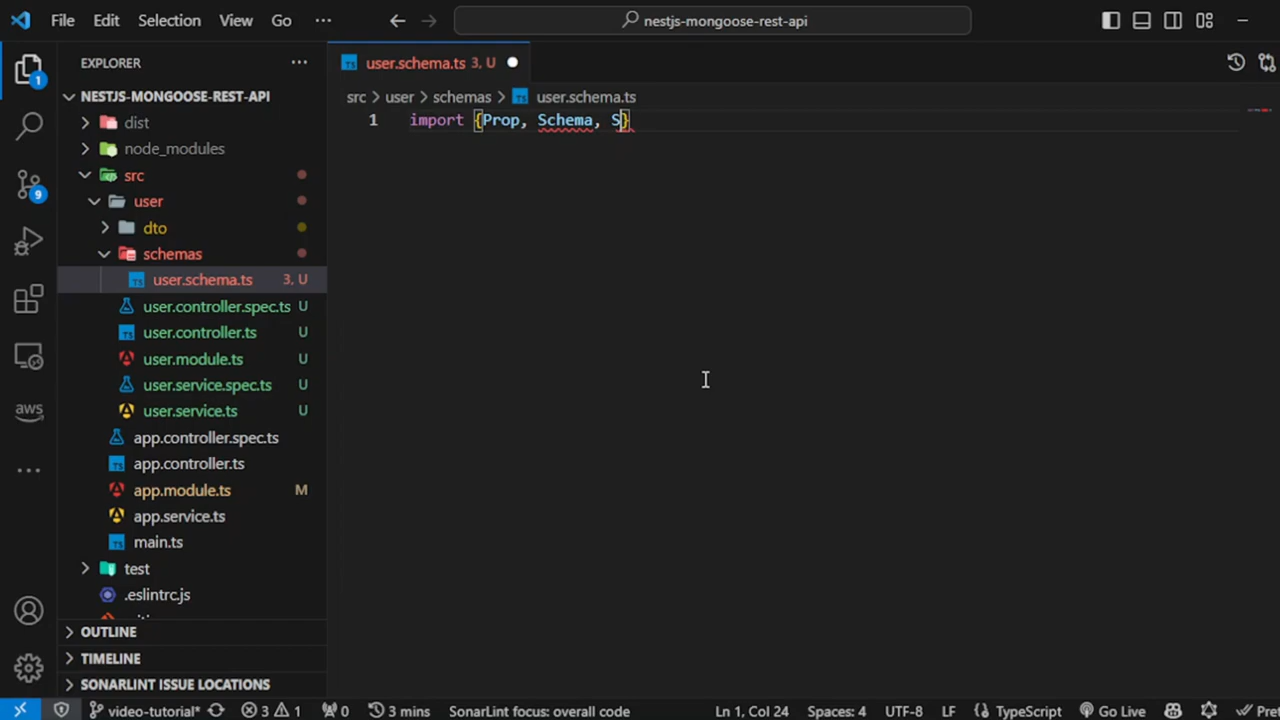 File Edit Selection View Go ... nestjs-mongoose-rest-api
EXPLORER ...
1
9
aws
NESTJS-MONGOOSE-REST-API
dist
node_modules
src
user
dto
schemas
user.schema.ts 3, U
user.controller.spec.ts U
user.controller.ts U
user.module.ts U
user.service.spec.ts U
user.service.ts U
app.controller.spec.ts
app.controller.ts
app.module.ts M
app.service.ts
main.ts
test
.eslintrc.js
OUTLINE
TIMELINE
SONARLINT ISSUE LOCATIONS
user.schema.ts 3, U
src > user > schemas > user.schema.ts
1 import {Prop, Schema, S}
video-tutorial* 3 1 0 3 mins SonarLint focus: overall code Ln 1, Col 24 Spaces: 4 UTF-8 LF TypeScript Go Live